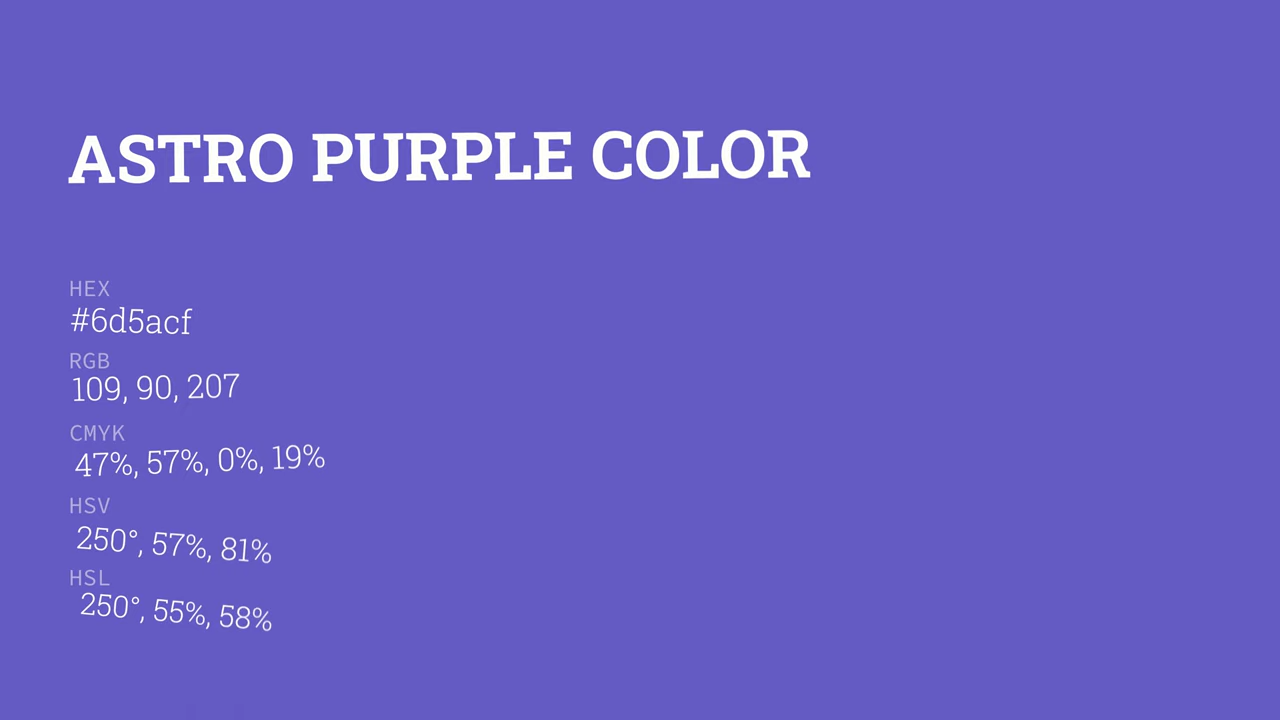 ASTRO PURPLE COLOR
HEX
#6d5acf
RGB
109, 90, 207
CMYK
47%, 57%, 0%, 19%
HSV
250°, 57%, 81%
HSL
250°, 55%, 58%